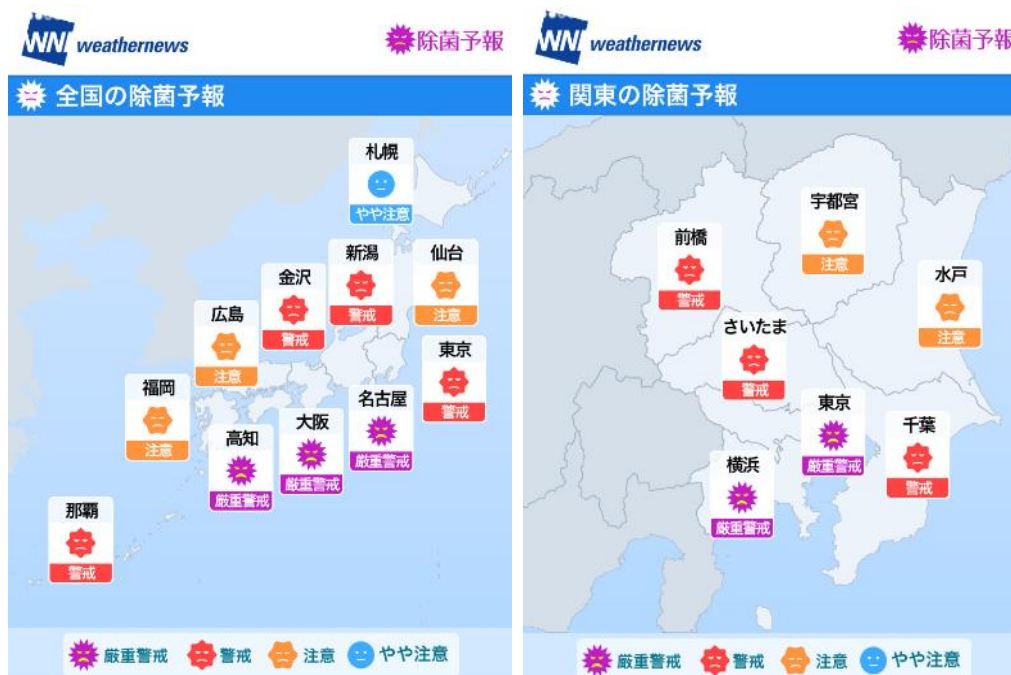 WNI weathernews
除菌予報
全国の除菌予報
札幌
やや注意
新潟
警戒
仙台
注意
金沢
警戒
広島
注意
東京
警戒
福岡
注意
名古屋
厳重警戒
大阪
厳重警戒
高知
厳重警戒
那覇
警戒
厳重警戒 警戒 注意 やや注意
WNI weathernews
除菌予報
関東の除菌予報
宇都宮
注意
前橋
警戒
水戸
注意
さいたま
警戒
東京
厳重警戒
千葉
警戒
横浜
厳重警戒
厳重警戒 警戒 注意 やや注意